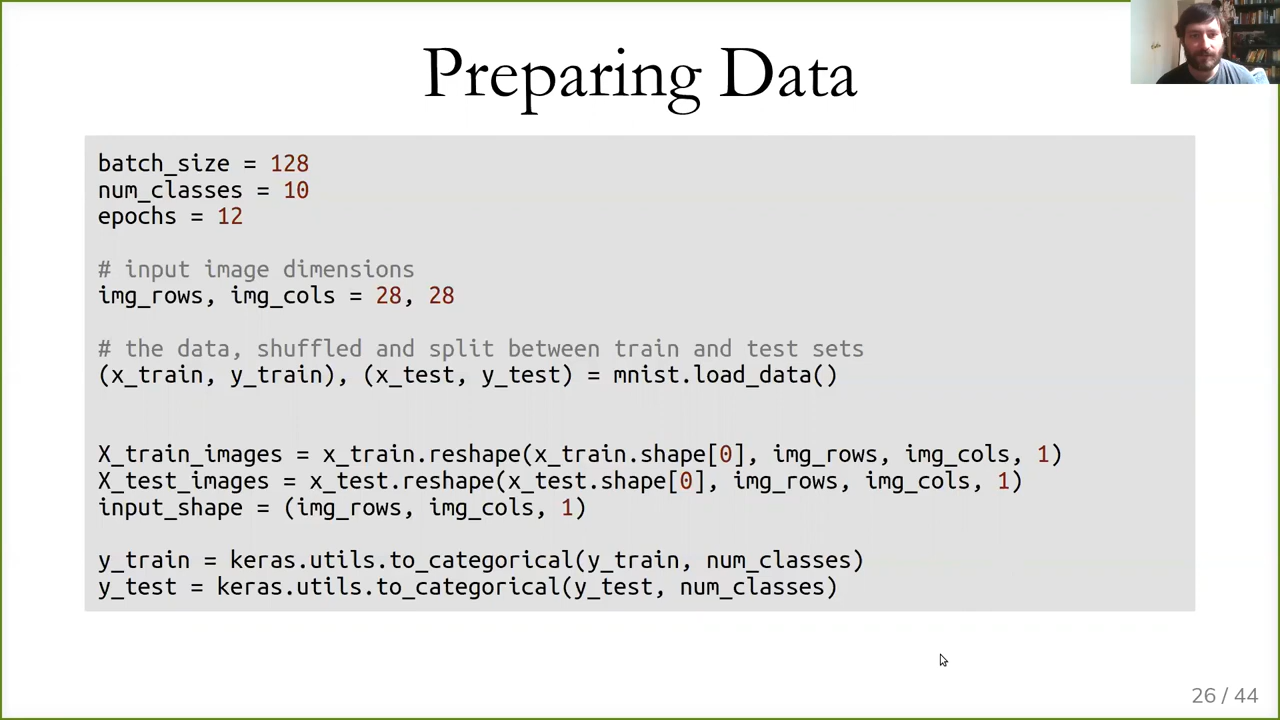 Preparing Data
batch_size = 128
num_classes = 10
epochs = 12
# input image dimensions
img_rows, img_cols = 28, 28
# the data, shuffled and split between train and test sets
(x_train, y_train), (x_test, y_test) = mnist.load_data()
X_train_images = x_train.reshape(x_train.shape[0], img_rows, img_cols, 1)
X_test_images = x_test.reshape(x_test.shape[0], img_rows, img_cols, 1)
input_shape = (img_rows, img_cols, 1)
y_train = keras.utils.to_categorical(y_train, num_classes)
y_test = keras.utils.to_categorical(y_test, num_classes)
26 / 44